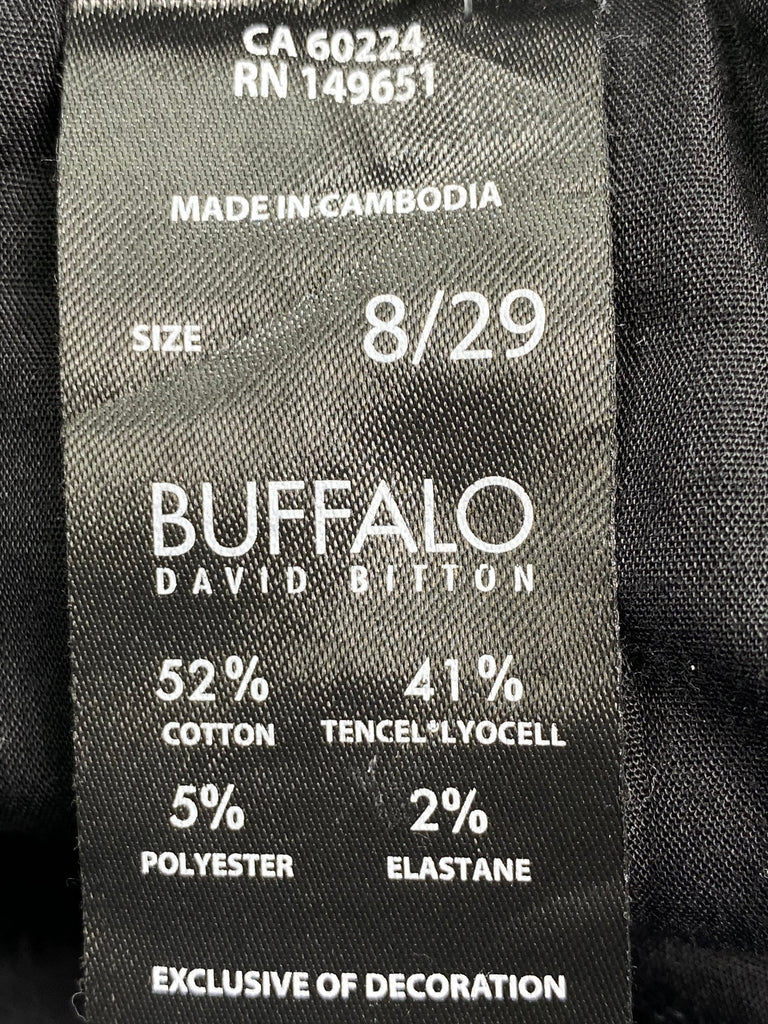 CA 60224
RN 149651
MADE IN CAMBODIA
SIZE 8/29
BUFFALO
DAVID BITTON
52% 41%
COTTON TENCEL®LYOCELL
5% 2%
POLYESTER ELASTANE
EXCLUSIVE OF DECORATION